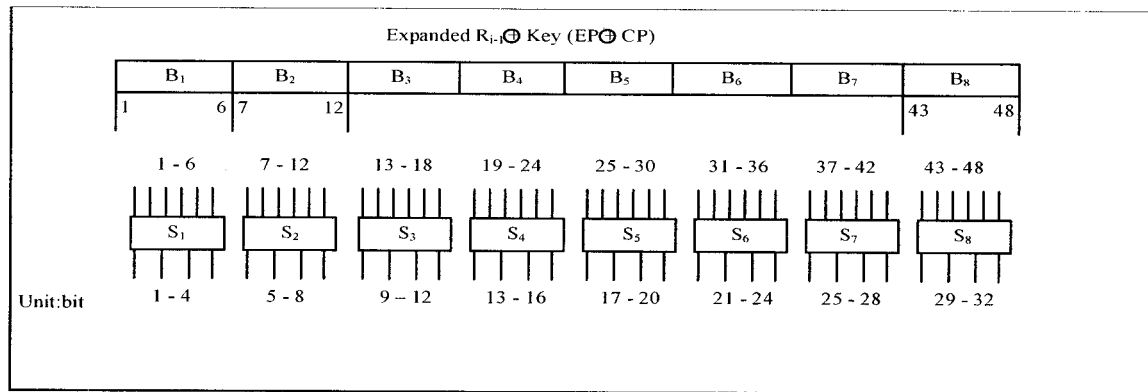 Expanded Rᵢ₋₁⊕ Key (EP⊕ CP)
B₁ B₂ B₃ B₄ B₅ B₆ B₇ B₈
1 6 7 12 43 48
1 - 6 7 - 12 13 - 18 19 - 24 25 - 30 31 - 36 37 - 42 43 - 48
S₁ S₂ S₃ S₄ S₅ S₆ S₇ S₈
Unit:bit 1 - 4 5 - 8 9 – 12 13 - 16 17 - 20 21 - 24 25 - 28 29 - 32